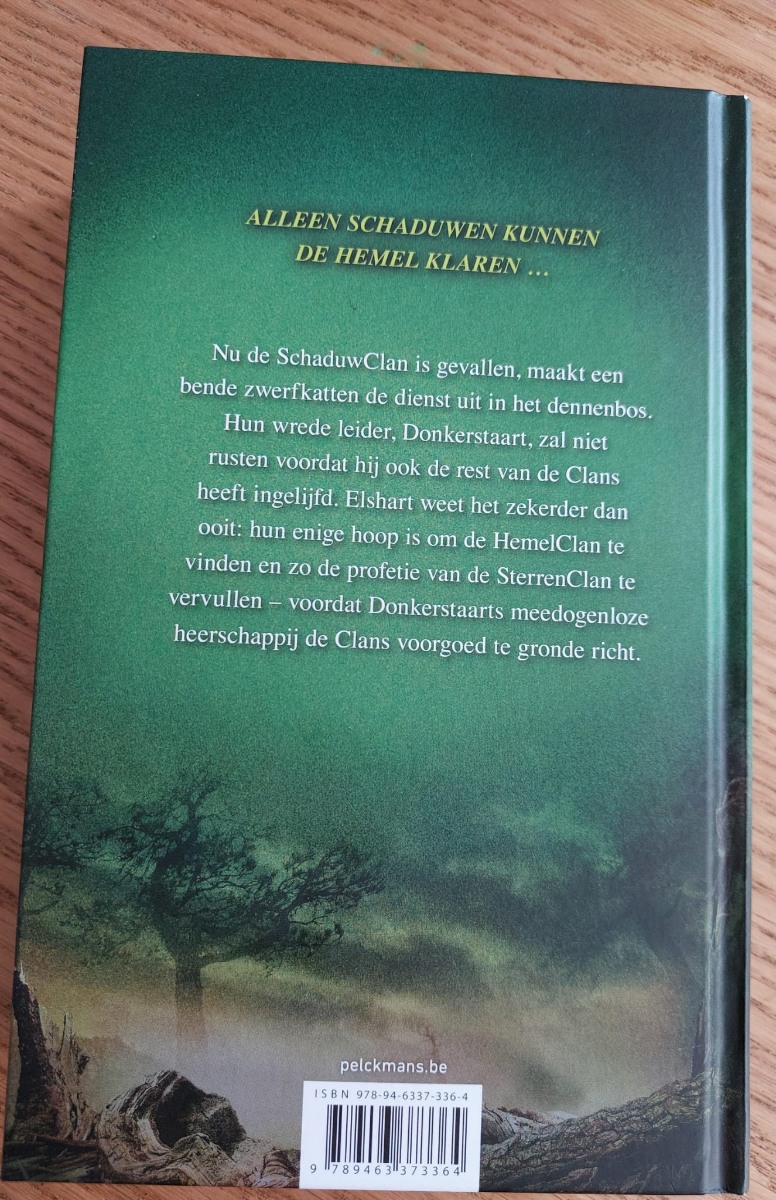 ALLEEN SCHADUWEN KUNNEN
DE HEMEL KLAREN ...
Nu de SchaduwClan is gevallen, maakt een
bende zwerfkatten de dienst uit in het dennenbos.
Hun wrede leider, Donkerstaart, zal niet
rusten voordat hij ook de rest van de Clans
heeft ingelijfd. Elshart weet het zekerder dan
ooit: hun enige hoop is om de HemelClan te
vinden en zo de profetie van de SterrenClan te
vervullen – voordat Donkerstaarts meedogenloze
heerschappij de Clans voorgoed te gronde richt.
pelckmans.be
ISBN 978-94-6337-336-4
9 789463 373364